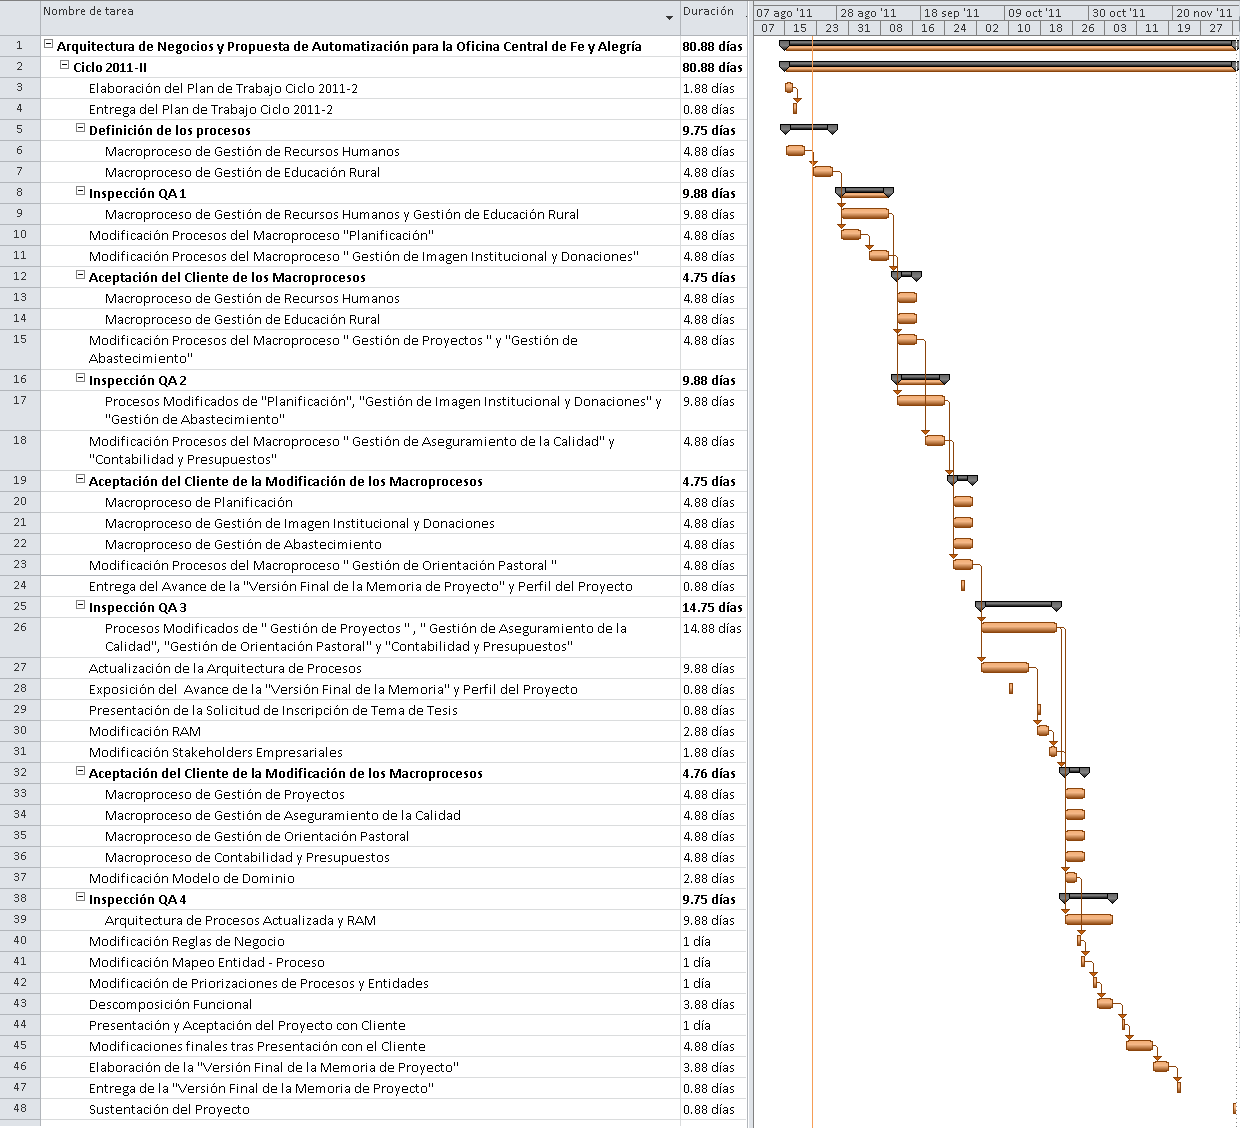 Nombre de tarea Duración 07 ago '11 28 ago '11 18 sep '11 09 oct '11 30 oct '11 20 nov '11
07 15 23 31 08 16 24 02 10 18 26 03 11 19 27
1 Arquitectura de Negocios y Propuesta de Automatización para la Oficina Central de Fe y Alegría 80.88 días
2 Ciclo 2011-II 80.88 días
3 Elaboración del Plan de Trabajo Ciclo 2011-2 1.88 días
4 Entrega del Plan de Trabajo Ciclo 2011-2 0.88 días
5 Definición de los procesos 9.75 días
6 Macroproceso de Gestión de Recursos Humanos 4.88 días
7 Macroproceso de Gestión de Educación Rural 4.88 días
8 Inspección QA 1 9.88 días
9 Macroproceso de Gestión de Recursos Humanos y Gestión de Educación Rural 9.88 días
10 Modificación Procesos del Macroproceso "Planificación" 4.88 días
11 Modificación Procesos del Macroproceso " Gestión de Imagen Institucional y Donaciones" 4.88 días
12 Aceptación del Cliente de los Macroprocesos 4.75 días
13 Macroproceso de Gestión de Recursos Humanos 4.88 días
14 Macroproceso de Gestión de Educación Rural 4.88 días
15 Modificación Procesos del Macroproceso " Gestión de Proyectos " y "Gestión de 4.88 días
Abastecimiento"
16 Inspección QA 2 9.88 días
17 Procesos Modificados de "Planificación", "Gestión de Imagen Institucional y Donaciones" y 9.88 días
"Gestión de Abastecimiento"
18 Modificación Procesos del Macroproceso " Gestión de Aseguramiento de la Calidad" y 4.88 días
"Contabilidad y Presupuestos"
19 Aceptación del Cliente de la Modificación de los Macroprocesos 4.75 días
20 Macroproceso de Planificación 4.88 días
21 Macroproceso de Gestión de Imagen Institucional y Donaciones 4.88 días
22 Macroproceso de Gestión de Abastecimiento 4.88 días
23 Modificación Procesos del Macroproceso " Gestión de Orientación Pastoral " 4.88 días
24 Entrega del Avance de la "Versión Final de la Memoria de Proyecto" y Perfil del Proyecto 0.88 días
25 Inspección QA 3 14.75 días
26 Procesos Modificados de " Gestión de Proyectos " , " Gestión de Aseguramiento de la 14.88 días
Calidad", "Gestión de Orientación Pastoral" y "Contabilidad y Presupuestos"
27 Actualización de la Arquitectura de Procesos 9.88 días
28 Exposición del Avance de la "Versión Final de la Memoria" y Perfil del Proyecto 0.88 días
29 Presentación de la Solicitud de Inscripción de Tema de Tesis 0.88 días
30 Modificación RAM 2.88 días
31 Modificación Stakeholders Empresariales 1.88 días
32 Aceptación del Cliente de la Modificación de los Macroprocesos 4.76 días
33 Macroproceso de Gestión de Proyectos 4.88 días
34 Macroproceso de Gestión de Aseguramiento de la Calidad 4.88 días
35 Macroproceso de Gestión de Orientación Pastoral 4.88 días
36 Macroproceso de Contabilidad y Presupuestos 4.88 días
37 Modificación Modelo de Dominio 2.88 días
38 Inspección QA 4 9.75 días
39 Arquitectura de Procesos Actualizada y RAM 9.88 días
40 Modificación Reglas de Negocio 1 día
41 Modificación Mapeo Entidad - Proceso 1 día
42 Modificación de Priorizaciones de Procesos y Entidades 1 día
43 Descomposición Funcional 3.88 días
44 Presentación y Aceptación del Proyecto con Cliente 1 día
45 Modificaciones finales tras Presentación con el Cliente 4.88 días
46 Elaboración de la "Versión Final de la Memoria de Proyecto" 3.88 días
47 Entrega de la "Versión Final de la Memoria de Proyecto" 0.88 días
48 Sustentación del Proyecto 0.88 días